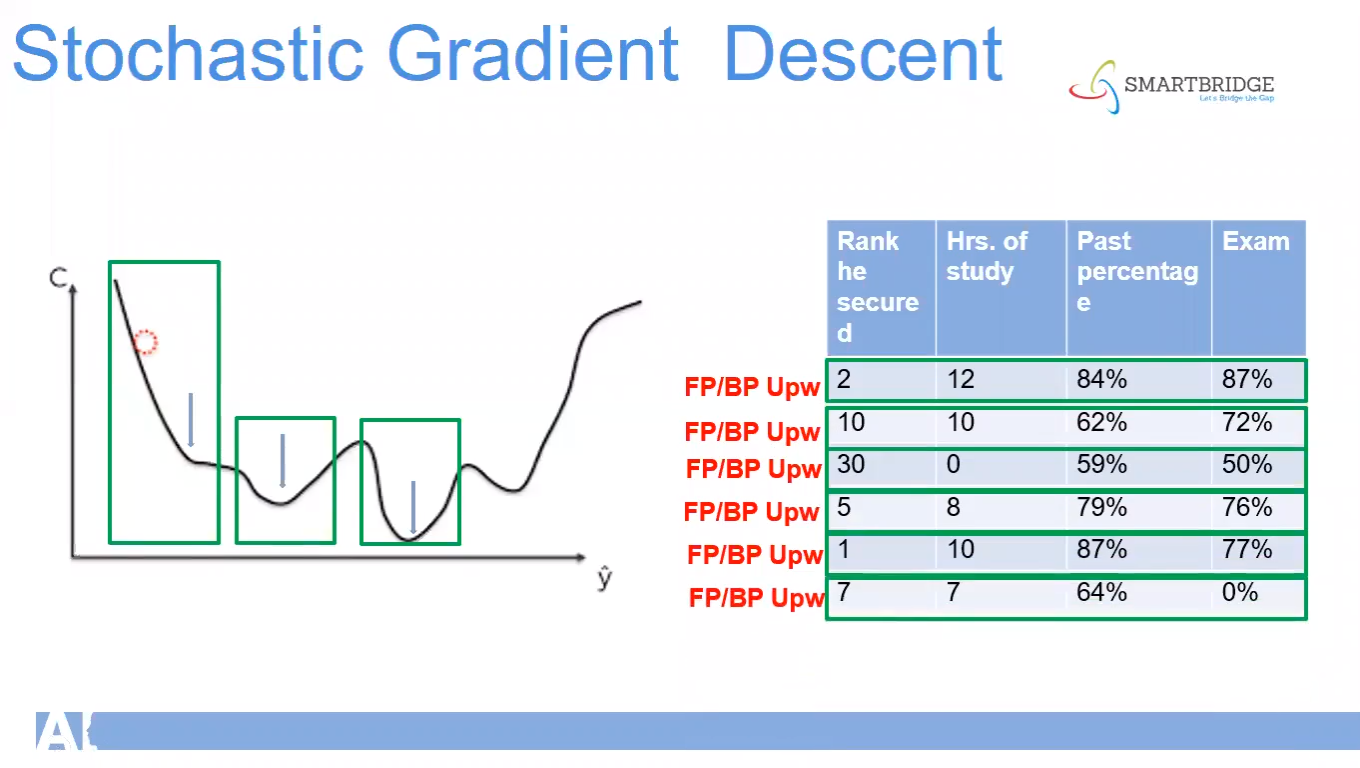 Stochastic Gradient Descent
SMARTBRIDGE
Let's Bridge the Gap
C
ŷ
Rank he secure d Hrs. of study Past percentag e Exam
FP/BP Upw 2 12 84% 87%
FP/BP Upw 10 10 62% 72%
FP/BP Upw 30 0 59% 50%
FP/BP Upw 5 8 79% 76%
FP/BP Upw 1 10 87% 77%
FP/BP Upw 7 7 64% 0%